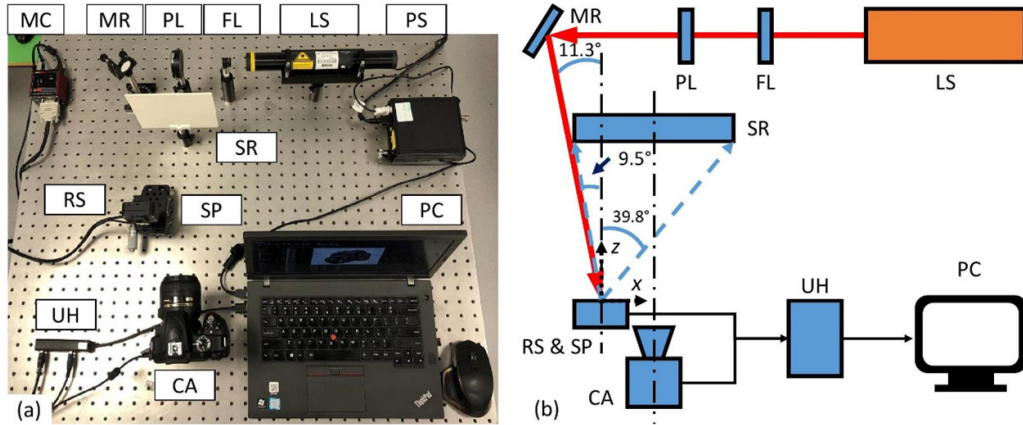 MC
MR
PL
FL
LS
PS
SR
RS
SP
PC
UH
CA
ThinkPad
(a)
MR
11.3°
PL
FL
LS
SR
9.5°
39.8°
z
x
UH
PC
RS & SP
CA
(b)